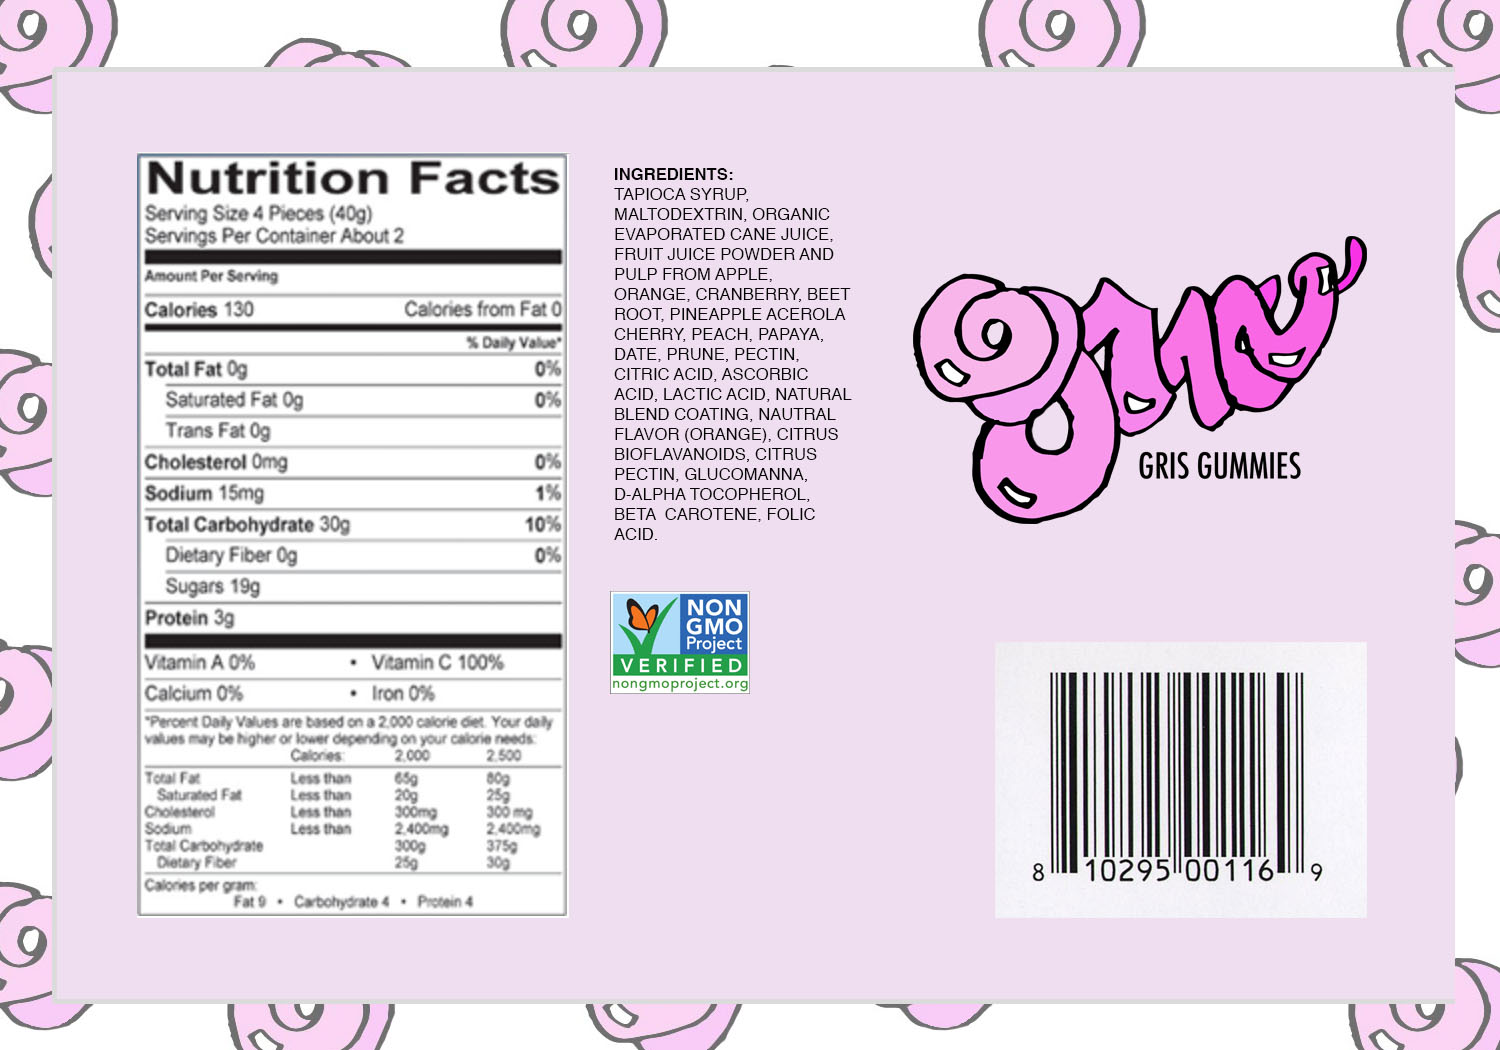 Nutrition Facts
Serving Size 4 Pieces (40g)
Servings Per Container About 2
Amount Per Serving
Calories 130 Calories from Fat 0
% Daily Value*
Total Fat 0g 0%
Saturated Fat 0g 0%
Trans Fat 0g
Cholesterol 0mg 0%
Sodium 15mg 1%
Total Carbohydrate 30g 10%
Dietary Fiber 0g 0%
Sugars 19g
Protein 3g
Vitamin A 0% • Vitamin C 100%
Calcium 0% • Iron 0%
*Percent Daily Values are based on a 2,000 calorie diet. Your daily
values may be higher or lower depending on your calorie needs:
Calories: 2,000 2,500
Total Fat Less than 65g 80g
Saturated Fat Less than 20g 25g
Cholesterol Less than 300mg 300 mg
Sodium Less than 2,400mg 2,400mg
Total Carbohydrate 300g 375g
Dietary Fiber 25g 30g
Calories per gram:
Fat 9 • Carbohydrate 4 • Protein 4
INGREDIENTS:
TAPIOCA SYRUP,
MALTODEXTRIN, ORGANIC
EVAPORATED CANE JUICE,
FRUIT JUICE POWDER AND
PULP FROM APPLE,
ORANGE, CRANBERRY, BEET
ROOT, PINEAPPLE ACEROLA
CHERRY, PEACH, PAPAYA,
DATE, PRUNE, PECTIN,
CITRIC ACID, ASCORBIC
ACID, LACTIC ACID, NATURAL
BLEND COATING, NAUTRAL
FLAVOR (ORANGE), CITRUS
BIOFLAVANOIDS, CITRUS
PECTIN, GLUCOMANNA,
D-ALPHA TOCOPHEROL,
BETA  CAROTENE, FOLIC
ACID.
NON
GMO
Project
VERIFIED
nongmoproject.org
GRIS GUMMIES
8 10295 00116 9